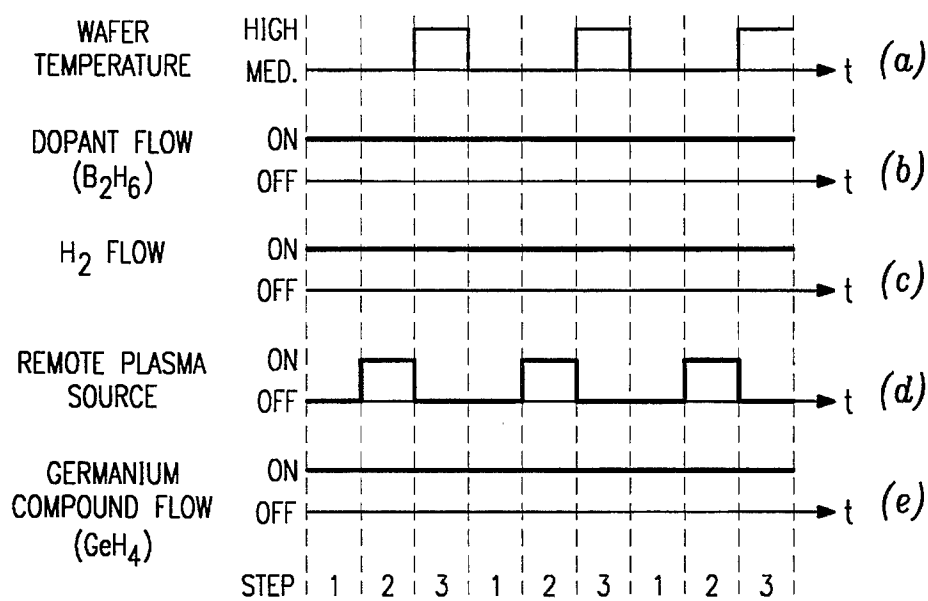 WAFER
TEMPERATURE
HIGH
MED.
t
(a)
DOPANT FLOW
(B2H6)
ON
OFF
t
(b)
H2 FLOW
ON
OFF
t
(c)
REMOTE PLASMA
SOURCE
ON
OFF
t
(d)
GERMANIUM
COMPOUND FLOW
(GeH4)
ON
OFF
t
(e)
STEP 1 2 3 1 2 3 1 2 3